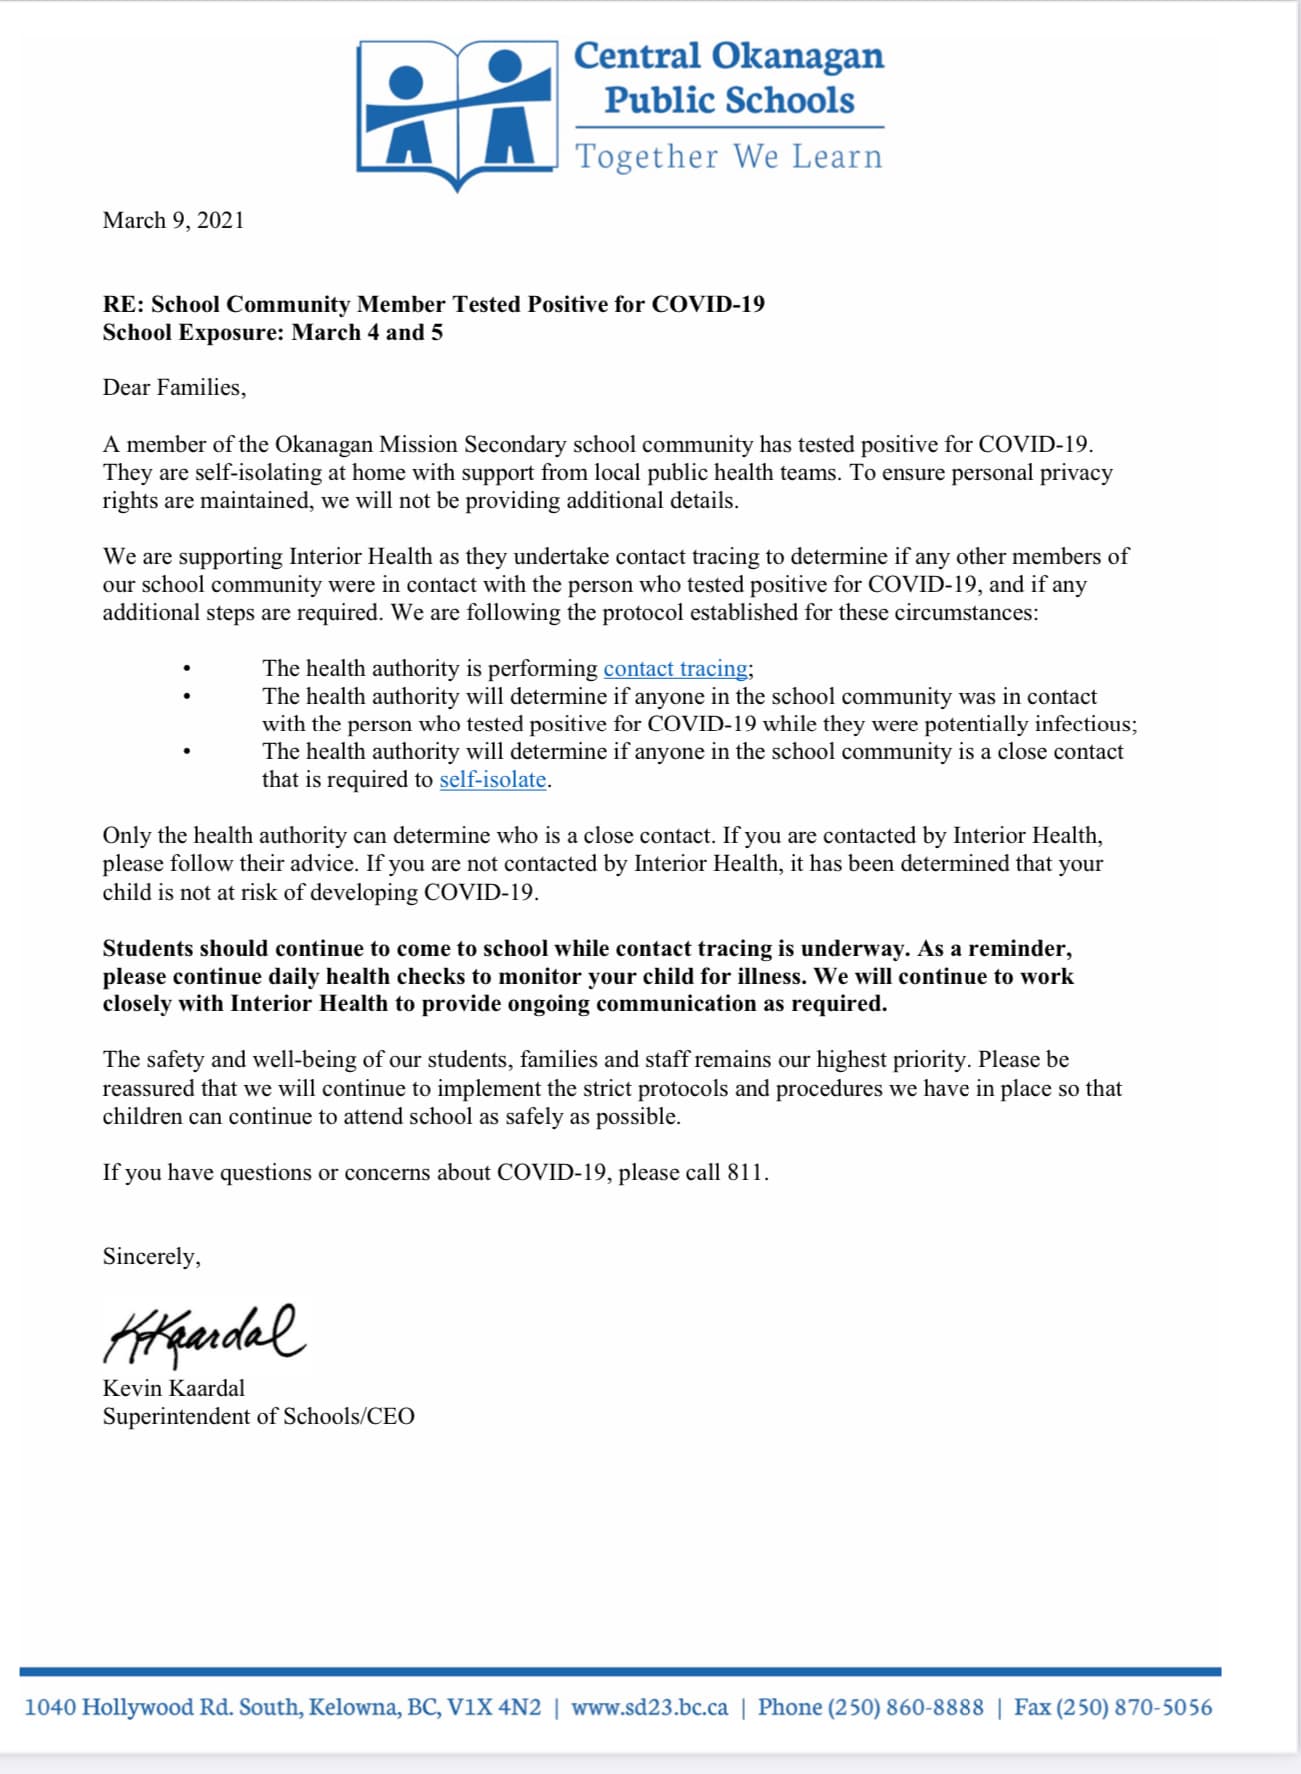 Central Okanagan
Public Schools
Together We Learn
March 9, 2021
RE: School Community Member Tested Positive for COVID-19
School Exposure: March 4 and 5
Dear Families,
A member of the Okanagan Mission Secondary school community has tested positive for COVID-19.
They are self-isolating at home with support from local public health teams. To ensure personal privacy
rights are maintained, we will not be providing additional details.
We are supporting Interior Health as they undertake contact tracing to determine if any other members of
our school community were in contact with the person who tested positive for COVID-19, and if any
additional steps are required. We are following the protocol established for these circumstances:
• The health authority is performing contact tracing;
• The health authority will determine if anyone in the school community was in contact
with the person who tested positive for COVID-19 while they were potentially infectious;
• The health authority will determine if anyone in the school community is a close contact
that is required to self-isolate.
Only the health authority can determine who is a close contact. If you are contacted by Interior Health,
please follow their advice. If you are not contacted by Interior Health, it has been determined that your
child is not at risk of developing COVID-19.
Students should continue to come to school while contact tracing is underway. As a reminder,
please continue daily health checks to monitor your child for illness. We will continue to work
closely with Interior Health to provide ongoing communication as required.
The safety and well-being of our students, families and staff remains our highest priority. Please be
reassured that we will continue to implement the strict protocols and procedures we have in place so that
children can continue to attend school as safely as possible.
If you have questions or concerns about COVID-19, please call 811.
Sincerely,
KKaardal
Kevin Kaardal
Superintendent of Schools/CEO
1040 Hollywood Rd. South, Kelowna, BC, V1X 4N2 | www.sd23.bc.ca | Phone (250) 860-8888 | Fax (250) 870-5056